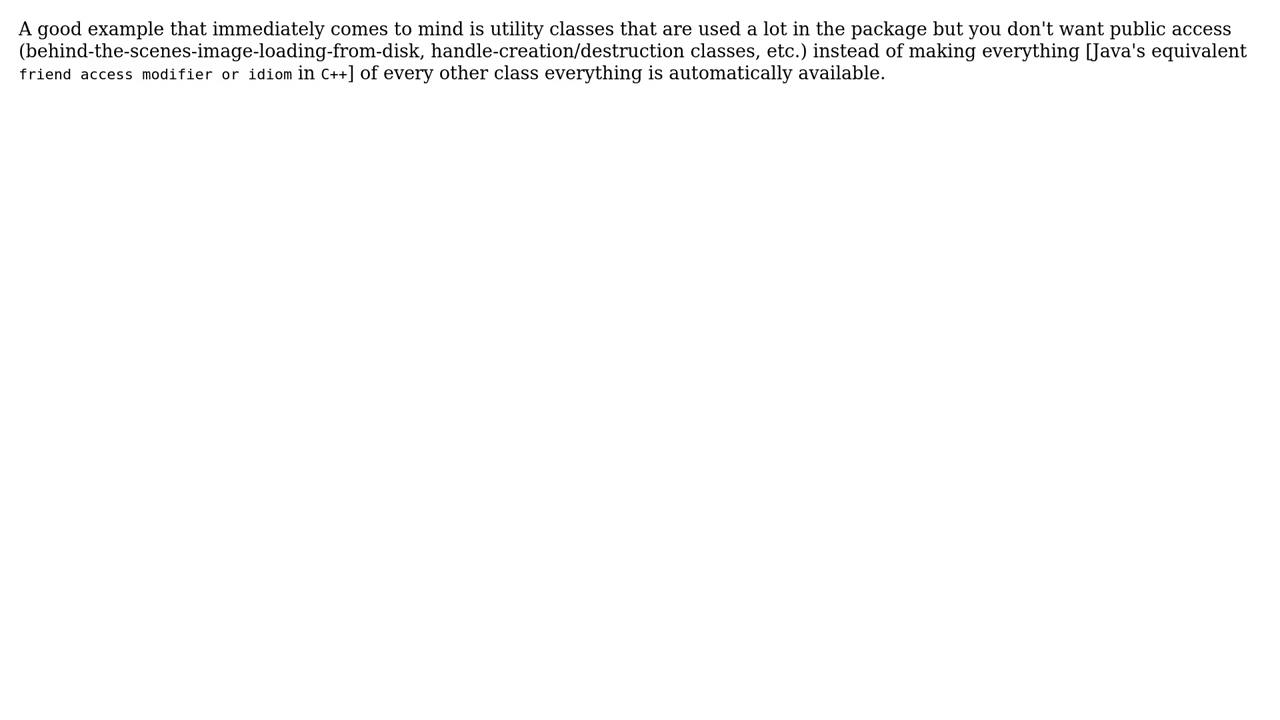 A good example that immediately comes to mind is utility classes that are used a lot in the package but you don't want public access
(behind-the-scenes-image-loading-from-disk, handle-creation/destruction classes, etc.) instead of making everything [Java's equivalent
friend access modifier or idiom in C++] of every other class everything is automatically available.